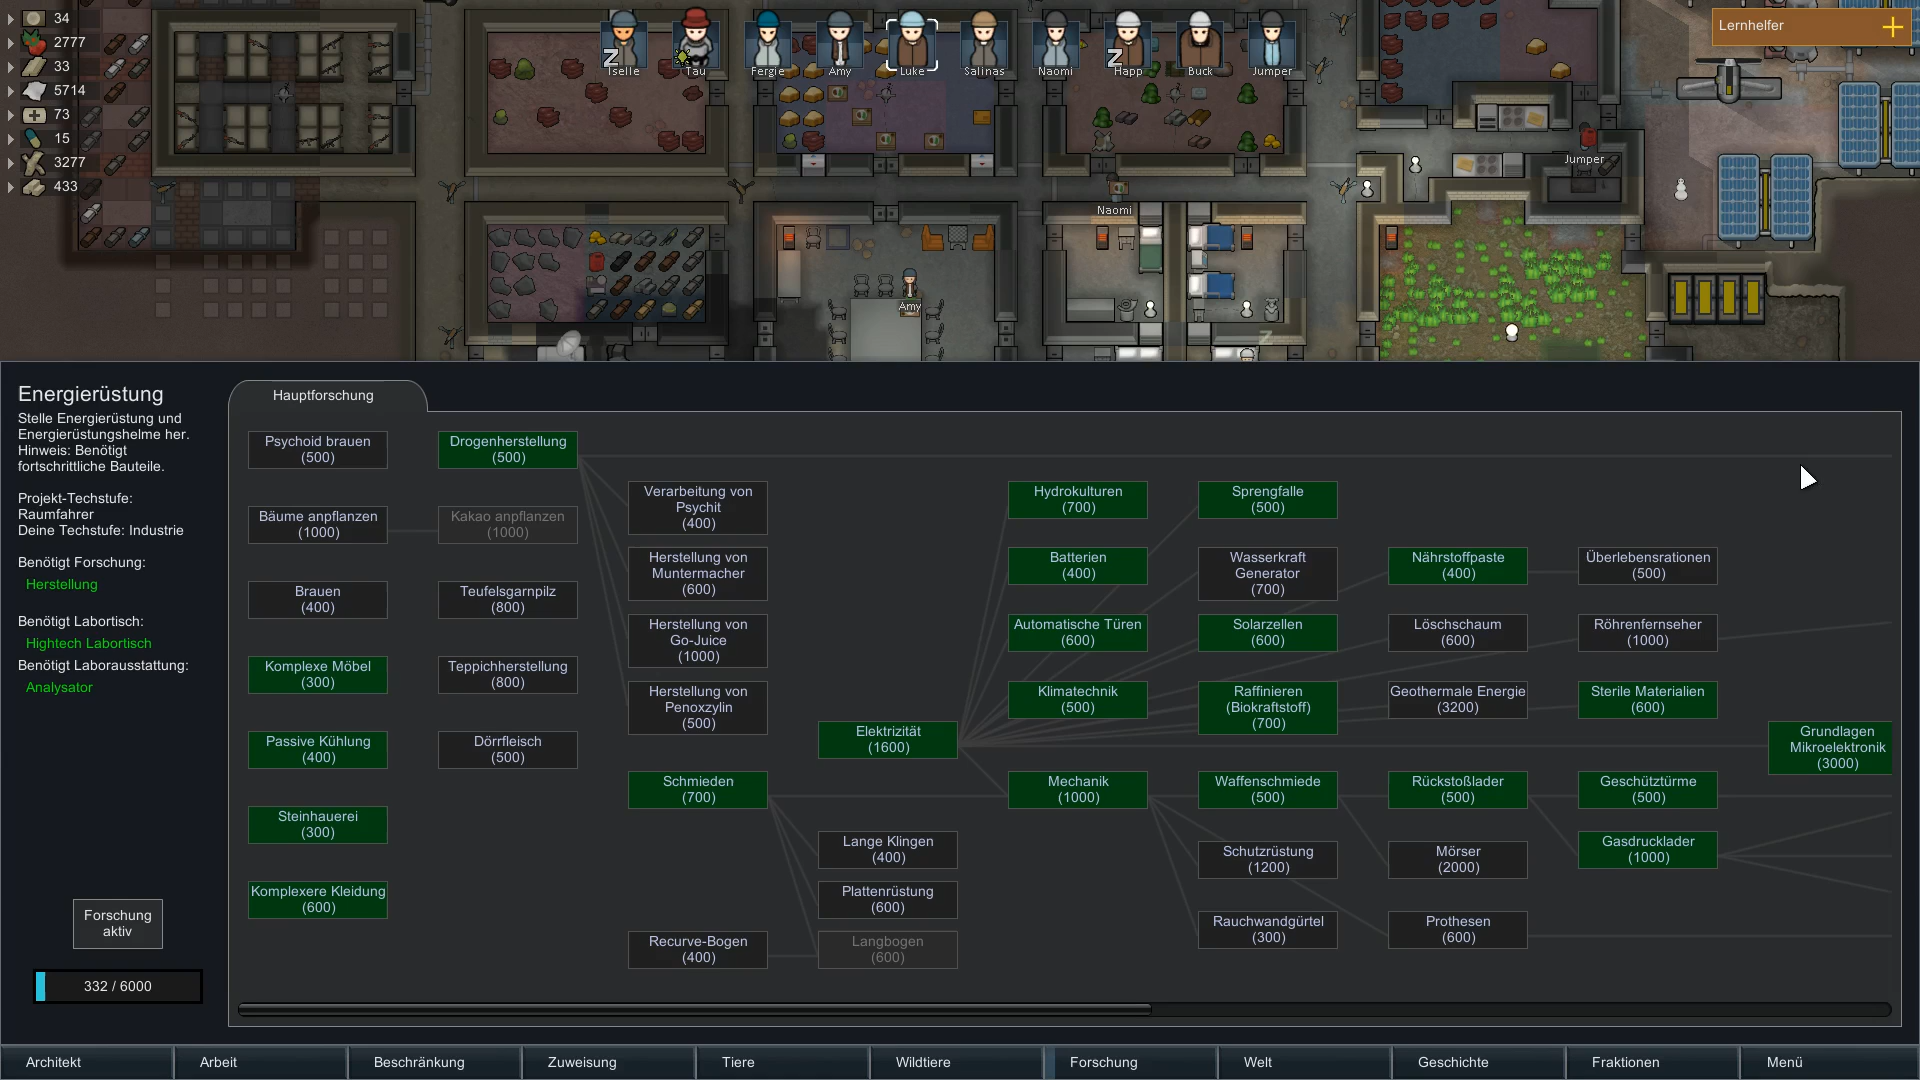 34
2777
33
5714
73
15
3277
433
Iselle
Tau
Fergie
Amy
Luke
Salinas
Naomi
Happ
Buck
Jumper
Lernhelfer
Jumper
Naomi
Amy
Energierüstung
Stelle Energierüstung und
Energierüstungshelme her.
Hinweis: Benötigt
fortschrittliche Bauteile.
Projekt-Techstufe:
Raumfahrer
Deine Techstufe: Industrie
Benötigt Forschung:
Herstellung
Benötigt Labortisch:
Hightech Labortisch
Benötigt Laborausstattung:
Analysator
Forschung
aktiv
332 / 6000
Hauptforschung
Psychoid brauen
(500)
Bäume anpflanzen
(1000)
Brauen
(400)
Komplexe Möbel
(300)
Passive Kühlung
(400)
Steinhauerei
(300)
Komplexere Kleidung
(600)
Drogenherstellung
(500)
Kakao anpflanzen
(1000)
Teufelsgarnpilz
(800)
Teppichherstellung
(800)
Dörrfleisch
(500)
Verarbeitung von
Psychit
(400)
Herstellung von
Muntermacher
(600)
Herstellung von
Go-Juice
(1000)
Herstellung von
Penoxzylin
(500)
Schmieden
(700)
Recurve-Bogen
(400)
Elektrizität
(1600)
Lange Klingen
(400)
Plattenrüstung
(600)
Langbogen
(600)
Hydrokulturen
(700)
Batterien
(400)
Automatische Türen
(600)
Klimatechnik
(500)
Mechanik
(1000)
Sprengfalle
(500)
Wasserkraft
Generator
(700)
Solarzellen
(600)
Raffinieren
(Biokraftstoff)
(700)
Waffenschmiede
(500)
Schutzrüstung
(1200)
Rauchwandgürtel
(300)
Nährstoffpaste
(400)
Löschschaum
(600)
Geothermale Energie
(3200)
Rückstoßlader
(500)
Mörser
(2000)
Prothesen
(600)
Überlebensrationen
(500)
Röhrenfernseher
(1000)
Sterile Materialien
(600)
Geschütztürme
(500)
Gasdrucklader
(1000)
Grundlagen
Mikroelektronik
(3000)
Architekt
Arbeit
Beschränkung
Zuweisung
Tiere
Wildtiere
Forschung
Welt
Geschichte
Fraktionen
Menü